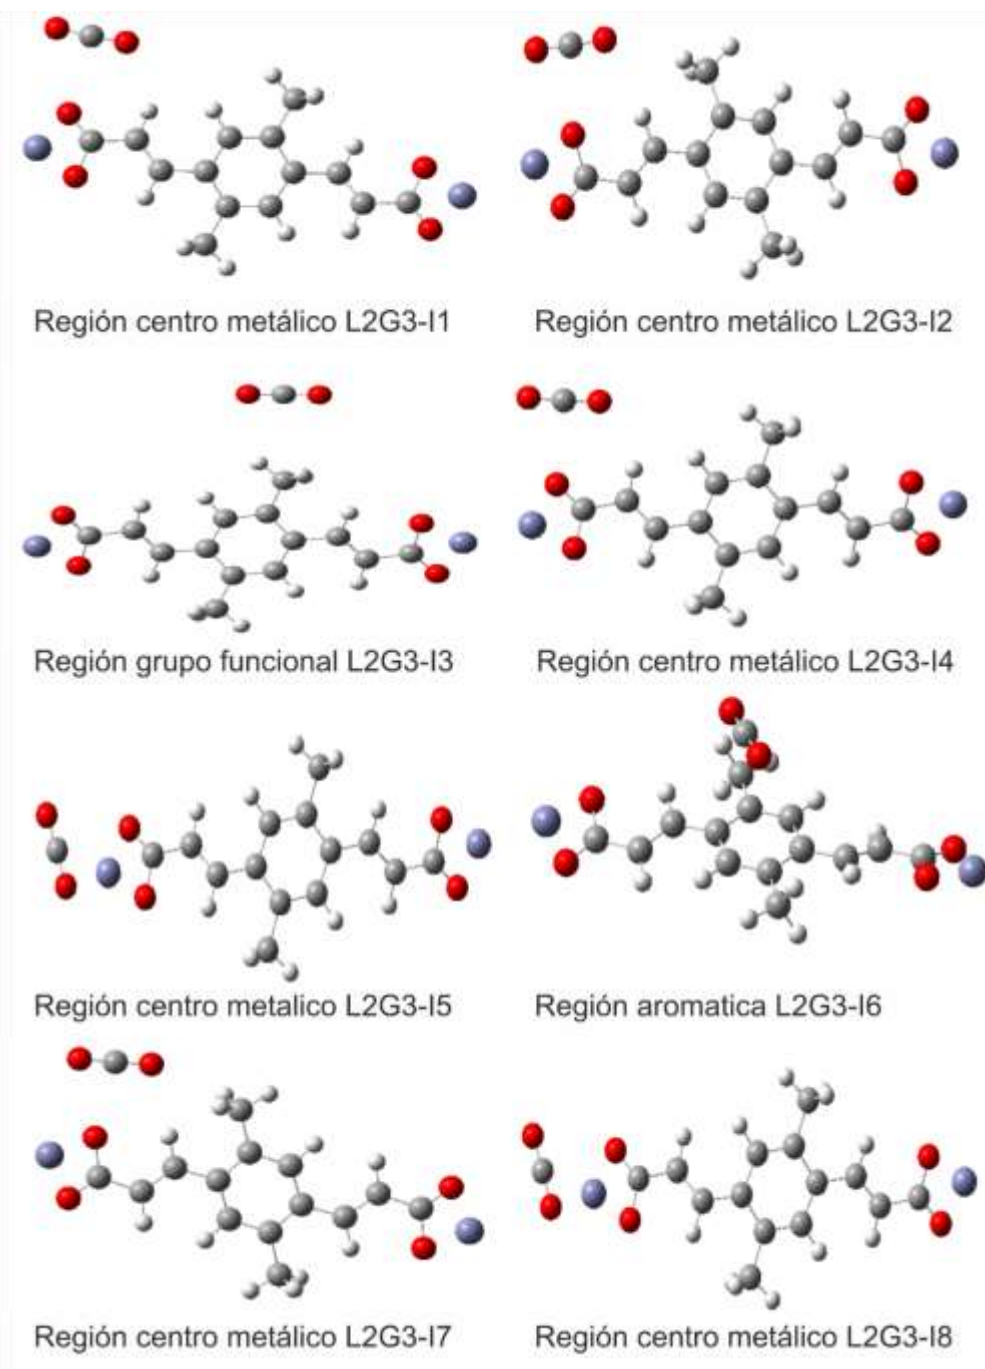 Región centro metálico L2G3-I1
Región centro metálico L2G3-I2
Región grupo funcional L2G3-I3
Región centro metálico L2G3-I4
Región centro metalico L2G3-I5
Región aromatica L2G3-I6
Región centro metálico L2G3-I7
Región centro metálico L2G3-I8